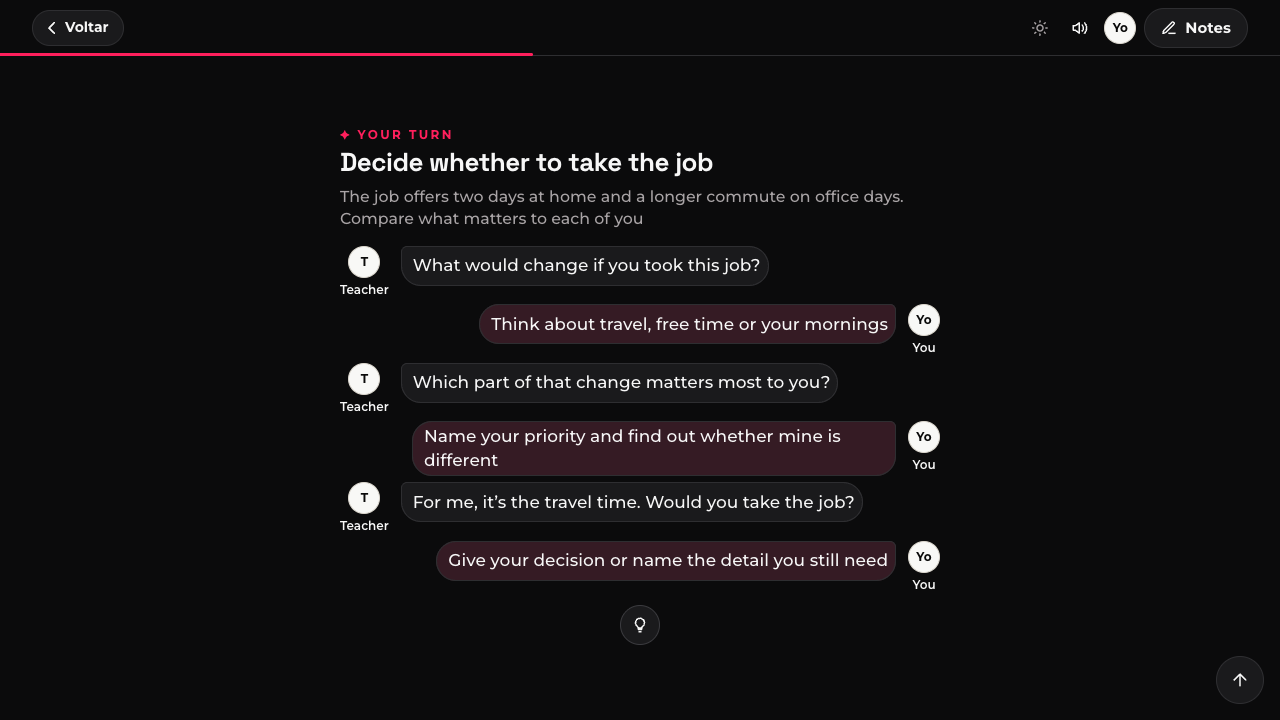 Voltar
Yo
Notes
YOUR TURN
Decide whether to take the job
The job offers two days at home and a longer commute on office days.
Compare what matters to each of you
T
Teacher
What would change if you took this job?
Think about travel, free time or your mornings
Yo
You
T
Teacher
Which part of that change matters most to you?
Name your priority and find out whether mine is
different
Yo
You
T
Teacher
For me, it’s the travel time. Would you take the job?
Give your decision or name the detail you still need
Yo
You